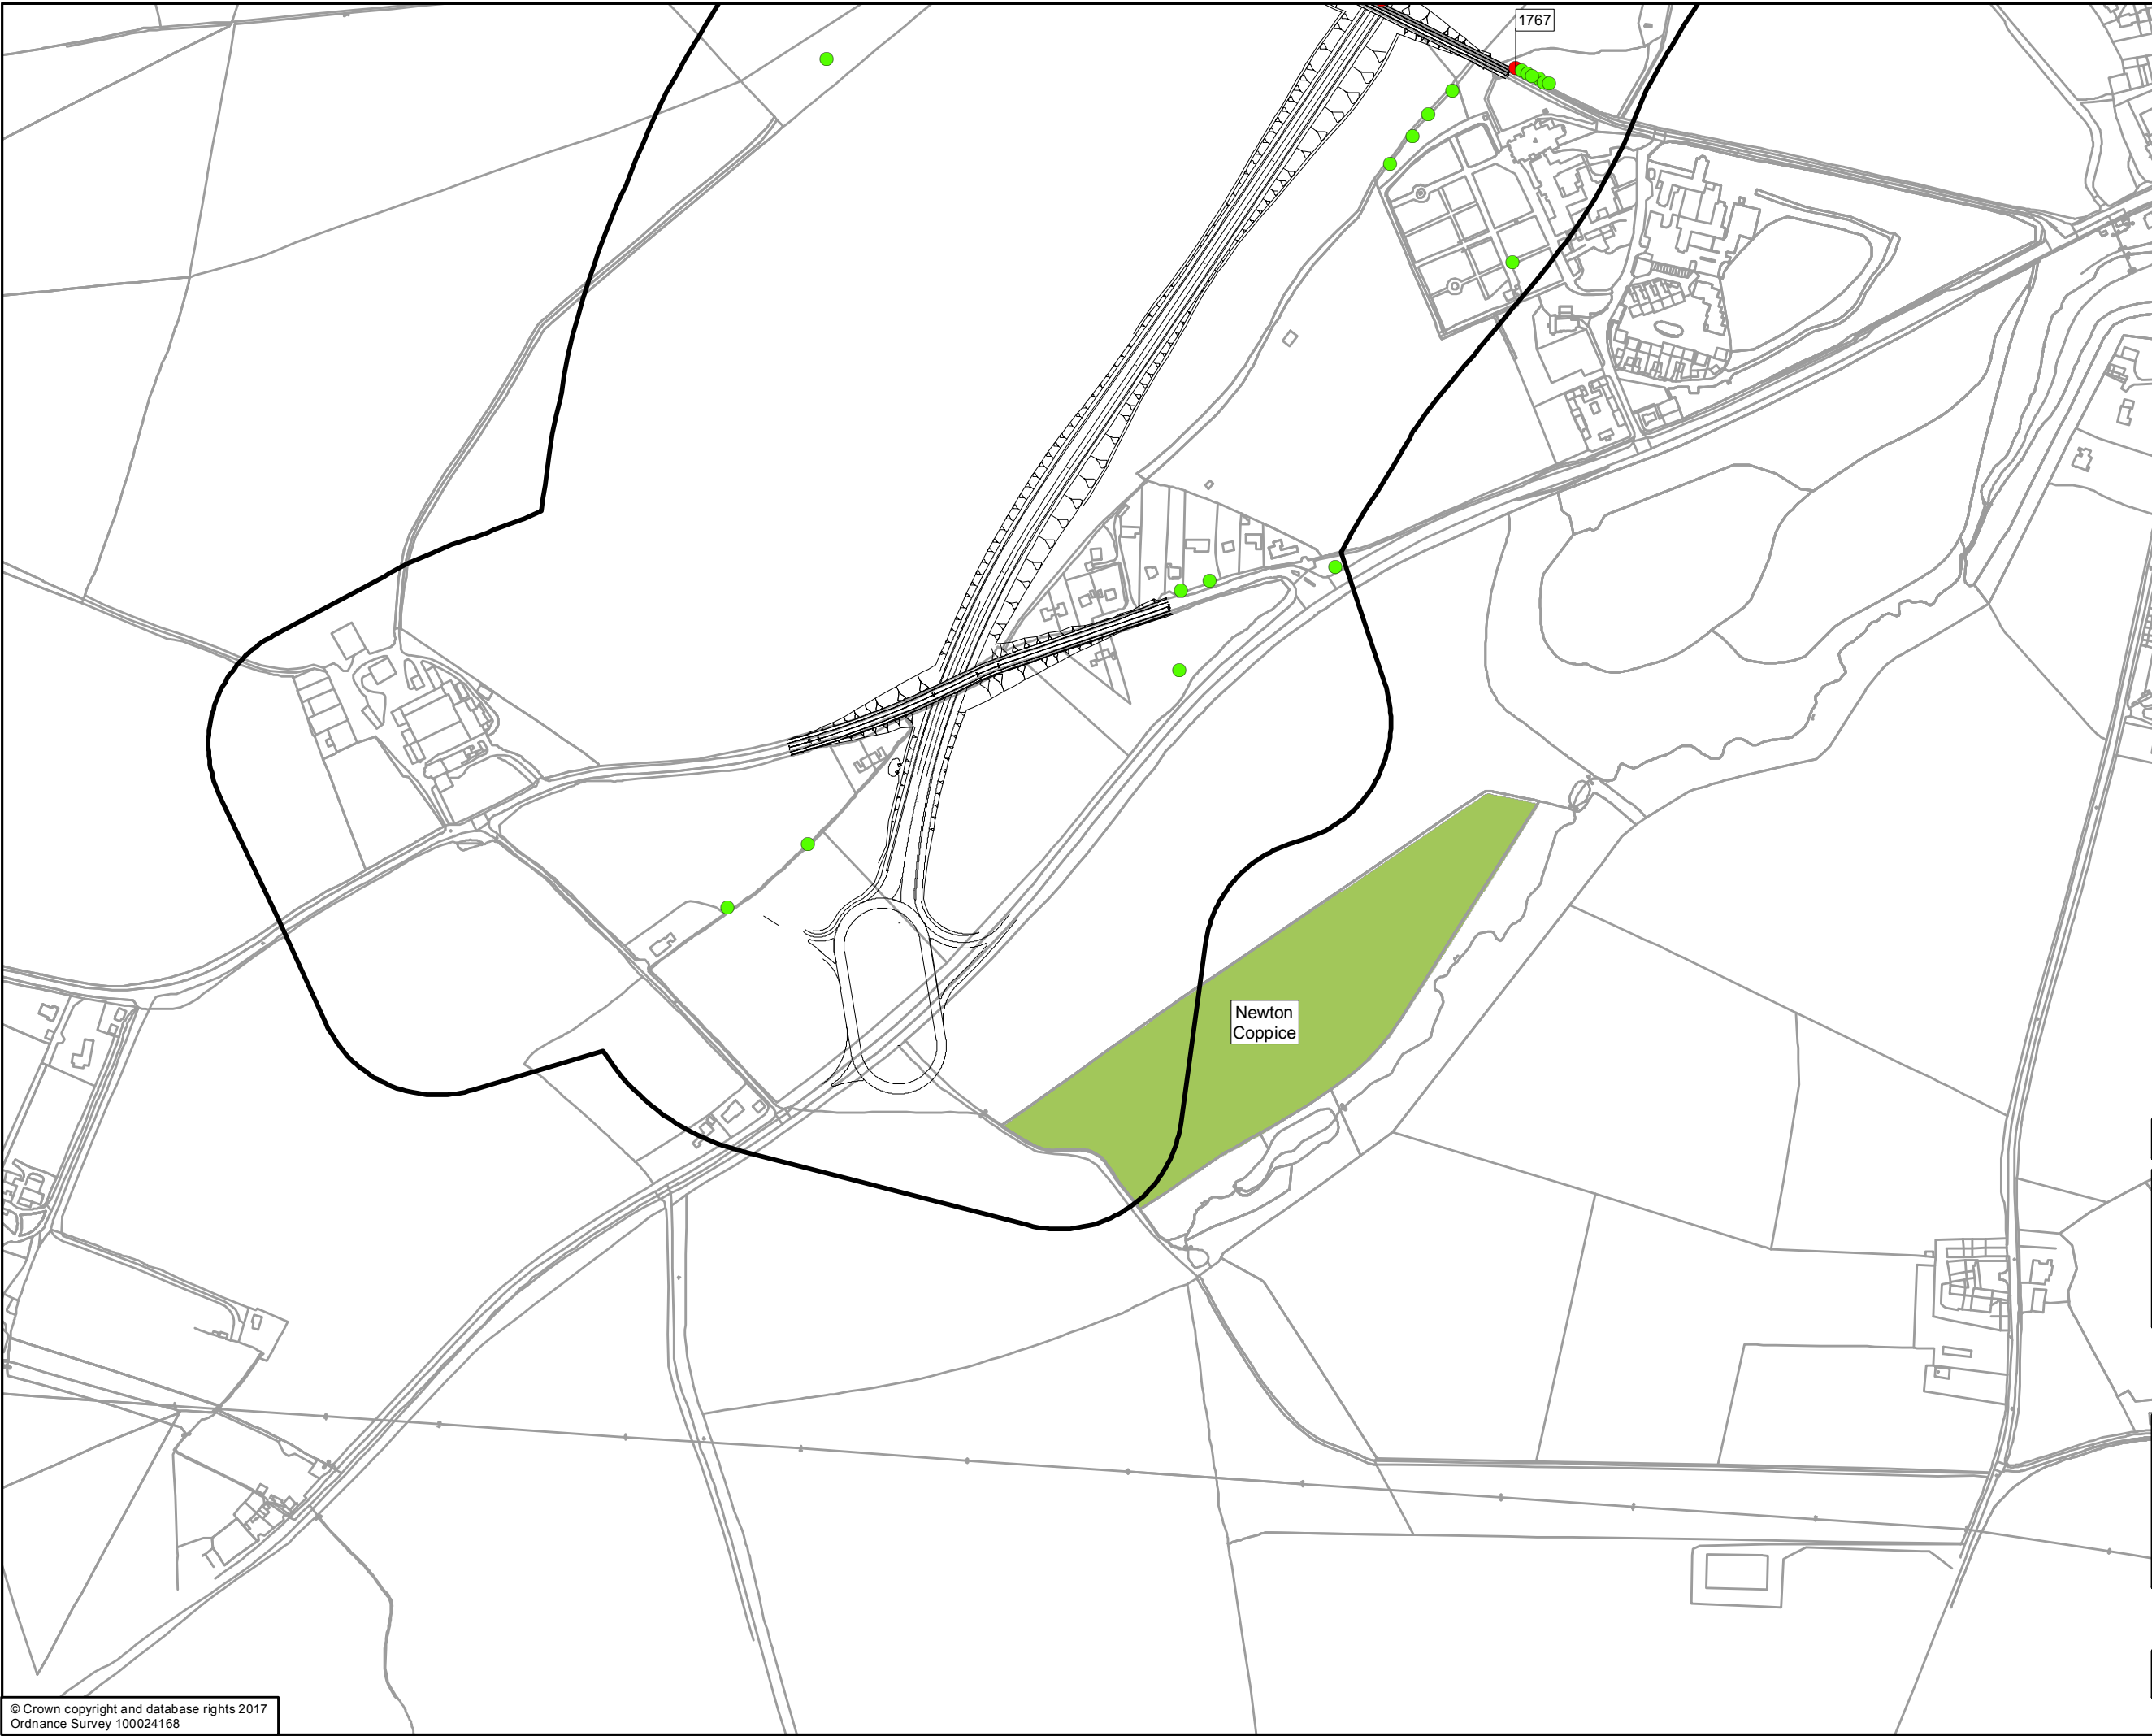 1767
Newton
Coppice
© Crown copyright and database rights 2017
Ordnance Survey 100024168